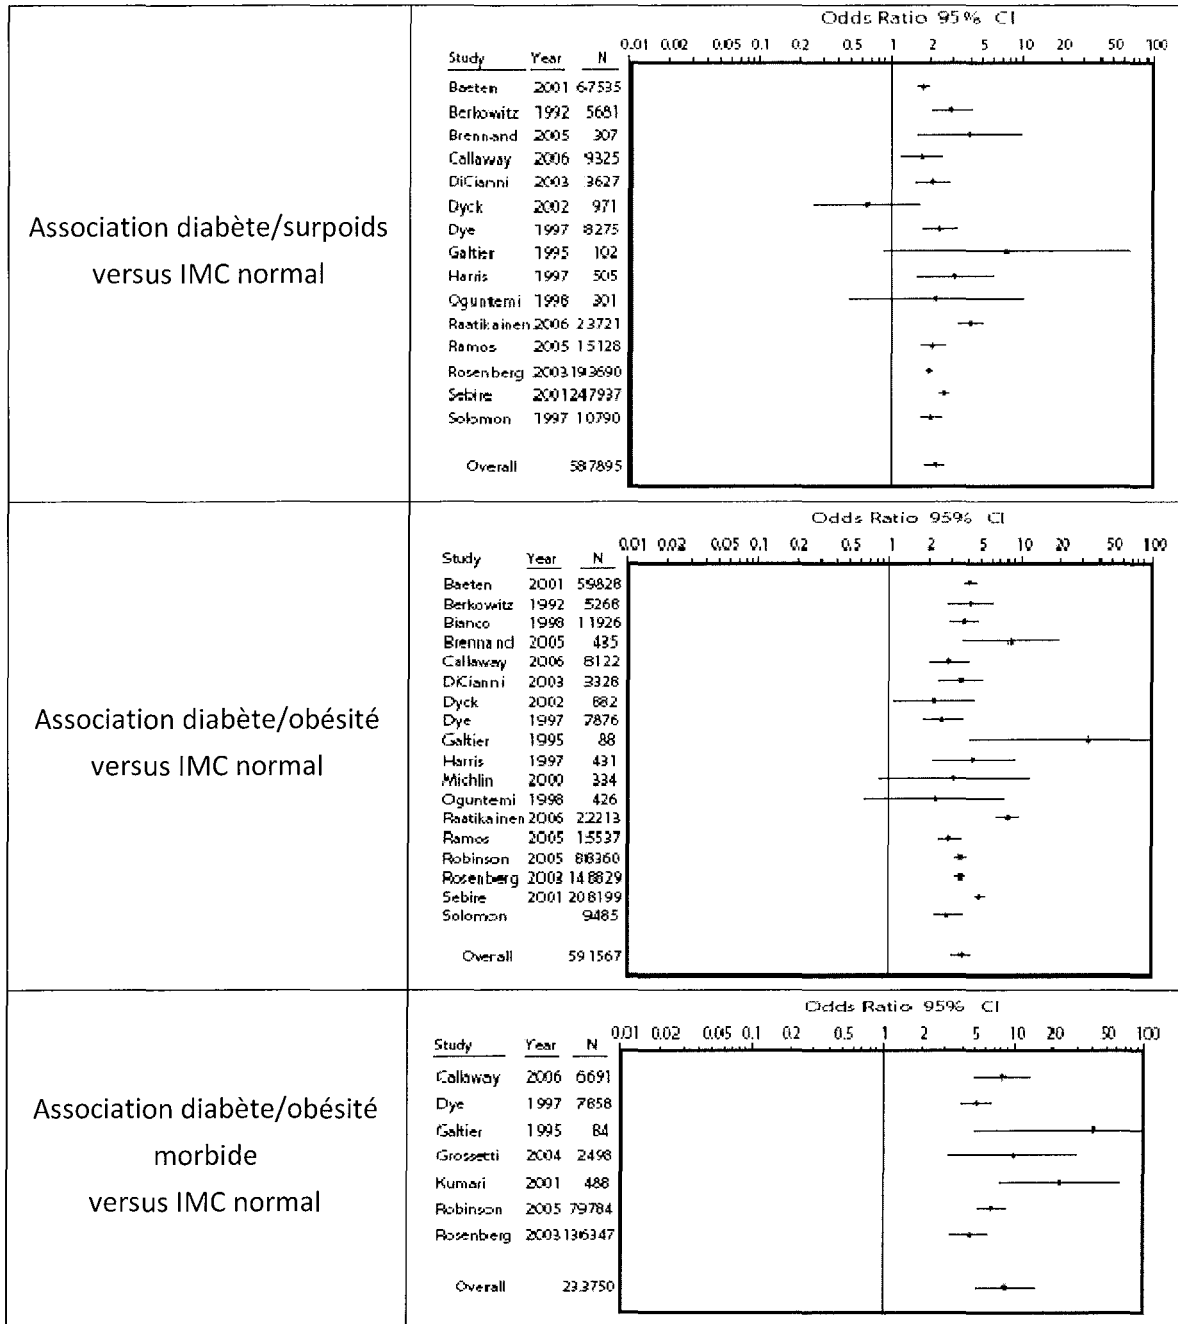 Association diabète/surpoids
versus IMC normal
Odds Ratio 95% CI
0.01 0.02 0.05 0.1 0.2 0.5 1 2 5 10 20 50 100
Study Year N
Baeten 2001 67535
Berkowitz 1992 5681
Brennand 2005 307
Callaway 2006 9325
DiCianni 2003 3627
Dyck 2002 971
Dye 1997 8275
Galtier 1995 102
Harris 1997 505
Oguntemi 1998 301
Raatikainen 2006 23721
Ramos 2005 15128
Rosenberg 2003 193690
Sebire 2001 247937
Solomon 1997 10790
Overall 587895
Association diabète/obésité
versus IMC normal
Odds Ratio 95% CI
0.01 0.02 0.05 0.1 0.2 0.5 1 2 5 10 20 50 100
Study Year N
Baeten 2001 59828
Berkowitz 1992 5268
Bianco 1998 11926
Brennand 2005 435
Callaway 2006 8122
DiCianni 2003 3328
Dyck 2002 882
Dye 1997 7876
Galtier 1995 88
Harris 1997 431
Michlin 2000 334
Oguntemi 1998 426
Raatikainen 2006 22213
Ramos 2005 15537
Robinson 2005 88360
Rosenberg 2003 148829
Sebire 2001 208199
Solomon 9485
Overall 591567
Association diabète/obésité
morbide
versus IMC normal
Odds Ratio 95% CI
0.01 0.02 0.05 0.1 0.2 0.5 1 2 5 10 20 50 100
Study Year N
Callaway 2006 6691
Dye 1997 7858
Galtier 1995 84
Grossetti 2004 2498
Kumari 2001 488
Robinson 2005 79784
Rosenberg 2003 136347
Overall 233750